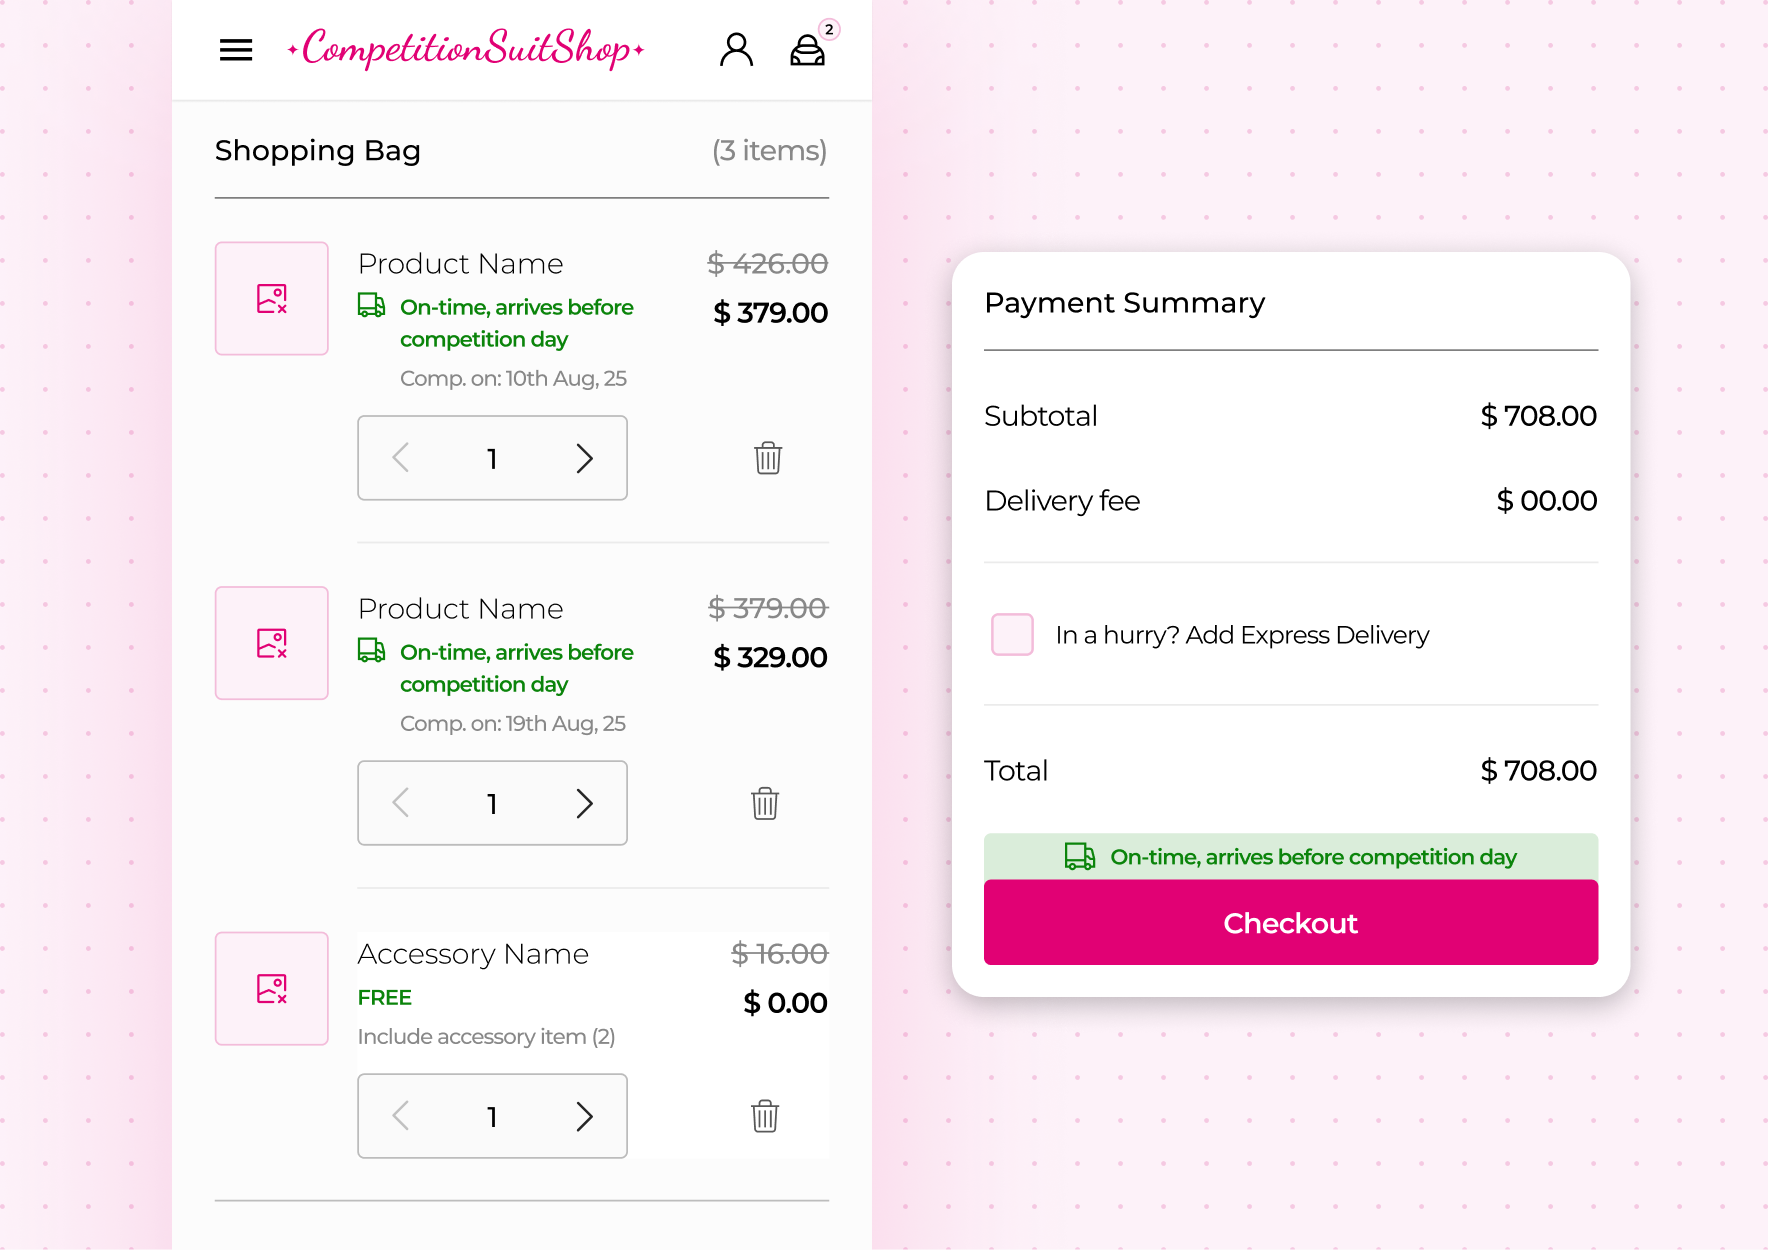 CompetitionSuitShop
2
Shopping Bag
(3 items)
Product Name
$ 426.00
On-time, arrives before
competition day
$ 379.00
Comp. on: 10th Aug, 25
1
Product Name
$ 379.00
On-time, arrives before
competition day
$ 329.00
Comp. on: 19th Aug, 25
1
Accessory Name
$ 16.00
FREE
$ 0.00
Include accessory item (2)
1
Payment Summary
Subtotal
$ 708.00
Delivery fee
$ 00.00
In a hurry? Add Express Delivery
Total
$ 708.00
On-time, arrives before competition day
Checkout